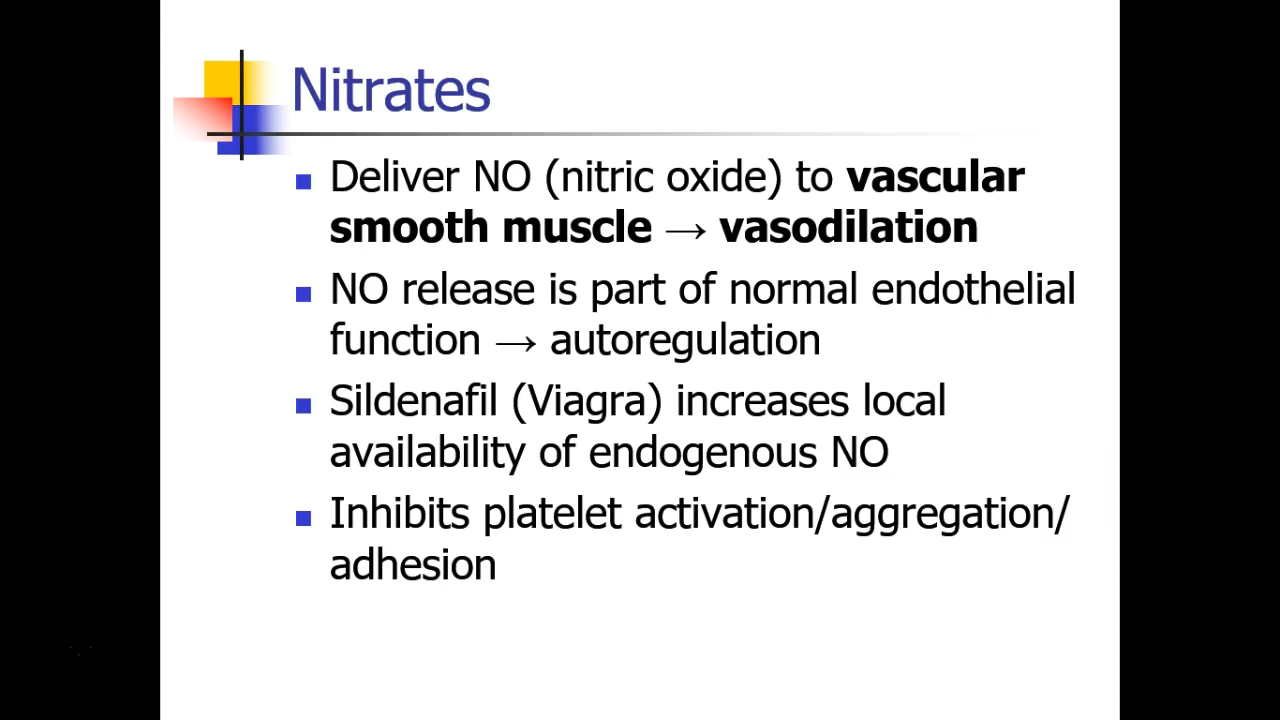 Nitrates
Deliver NO (nitric oxide) to vascular
smooth muscle → vasodilation
NO release is part of normal endothelial
function → autoregulation
Sildenafil (Viagra) increases local
availability of endogenous NO
Inhibits platelet activation/aggregation/
adhesion